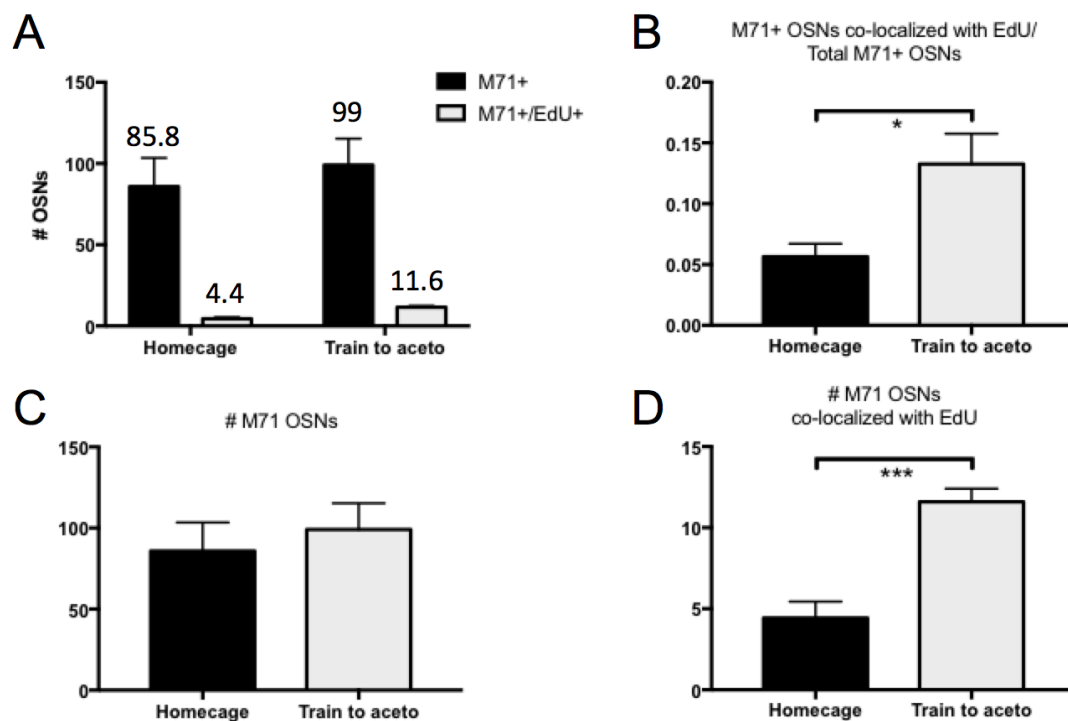 A
150
100
50
0
# OSNs
85.8
4.4
99
11.6
Homecage
Train to aceto
M71+
M71+/EdU+
B
M71+ OSNs co-localized with EdU/
Total M71+ OSNs
0.20
0.15
0.10
0.05
0.00
*
Homecage
Train to aceto
C
# M71 OSNs
150
100
50
0
Homecage
Train to aceto
D
# M71 OSNs
co-localized with EdU
15
10
5
0
***
Homecage
Train to aceto